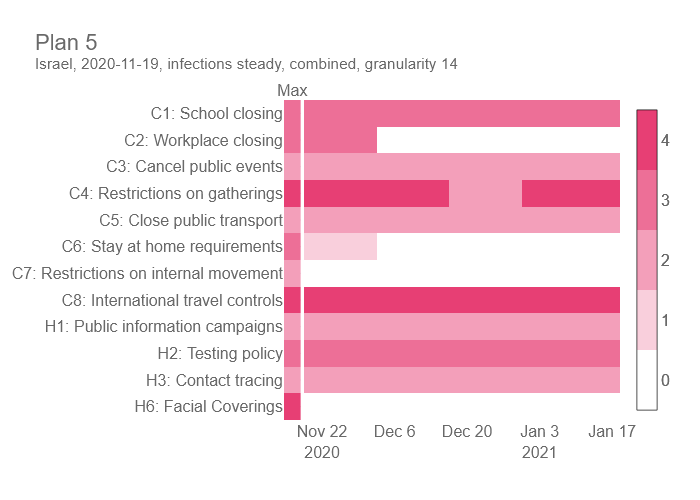 Plan 5
Israel, 2020-11-19, infections steady, combined, granularity 14
Max
C1: School closing
C2: Workplace closing
C3: Cancel public events
C4: Restrictions on gatherings
C5: Close public transport
C6: Stay at home requirements
C7: Restrictions on internal movement
C8: International travel controls
H1: Public information campaigns
H2: Testing policy
H3: Contact tracing
H6: Facial Coverings
Nov 22 Dec 6 Dec 20 Jan 3 Jan 17
2020 2021
4
3
2
1
0